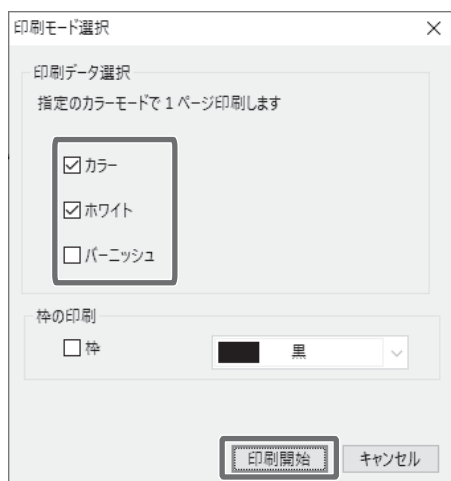 印刷モード選択
印刷データ選択
指定のカラーモードで1ページ印刷します
カラー
ホワイト
バーニッシュ
枠の印刷
枠
黒
印刷開始
キャンセル